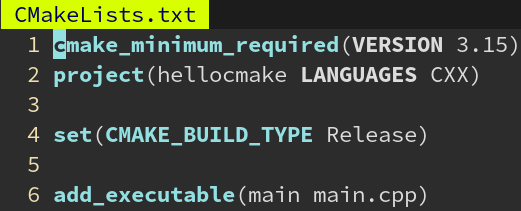 CMakeLists.txt
1 cmake_minimum_required(VERSION 3.15)
2 project(hellocmake LANGUAGES CXX)
3
4 set(CMAKE_BUILD_TYPE Release)
5
6 add_executable(main main.cpp)